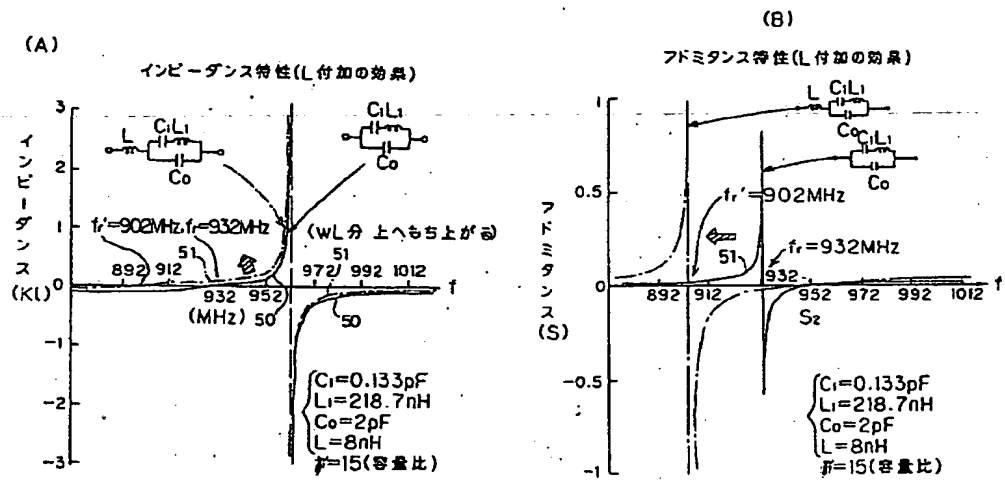 (A)
インピーダンス特性(L付加の効果)
3
2
1
0
-1
-2
-3
インピーダンス
(KΩ)
L
C1L1
Co
C1L1
Co
fr'=902MHz,fr=932MHz
(WL分 上へもち上がる)
51
51
892 912
932
952
972 992 1012
f
(MHz)
50
50
C1=0.133pF
L1=218.7nH
Co=2pF
L=8nH
=15(容量比)
(B)
アドミタンス特性(L付加の効果)
1
0.5
0
-0.5
-1
アドミタンス
(S)
L
C1L1
Co
C1L1
Co
fr'=902MHz
51
fr=932MHz
892
912
932
952
972
992
1012
f
S2
C1=0.133pF
L1=218.7nH
Co=2pF
L=8nH
=15(容量比)